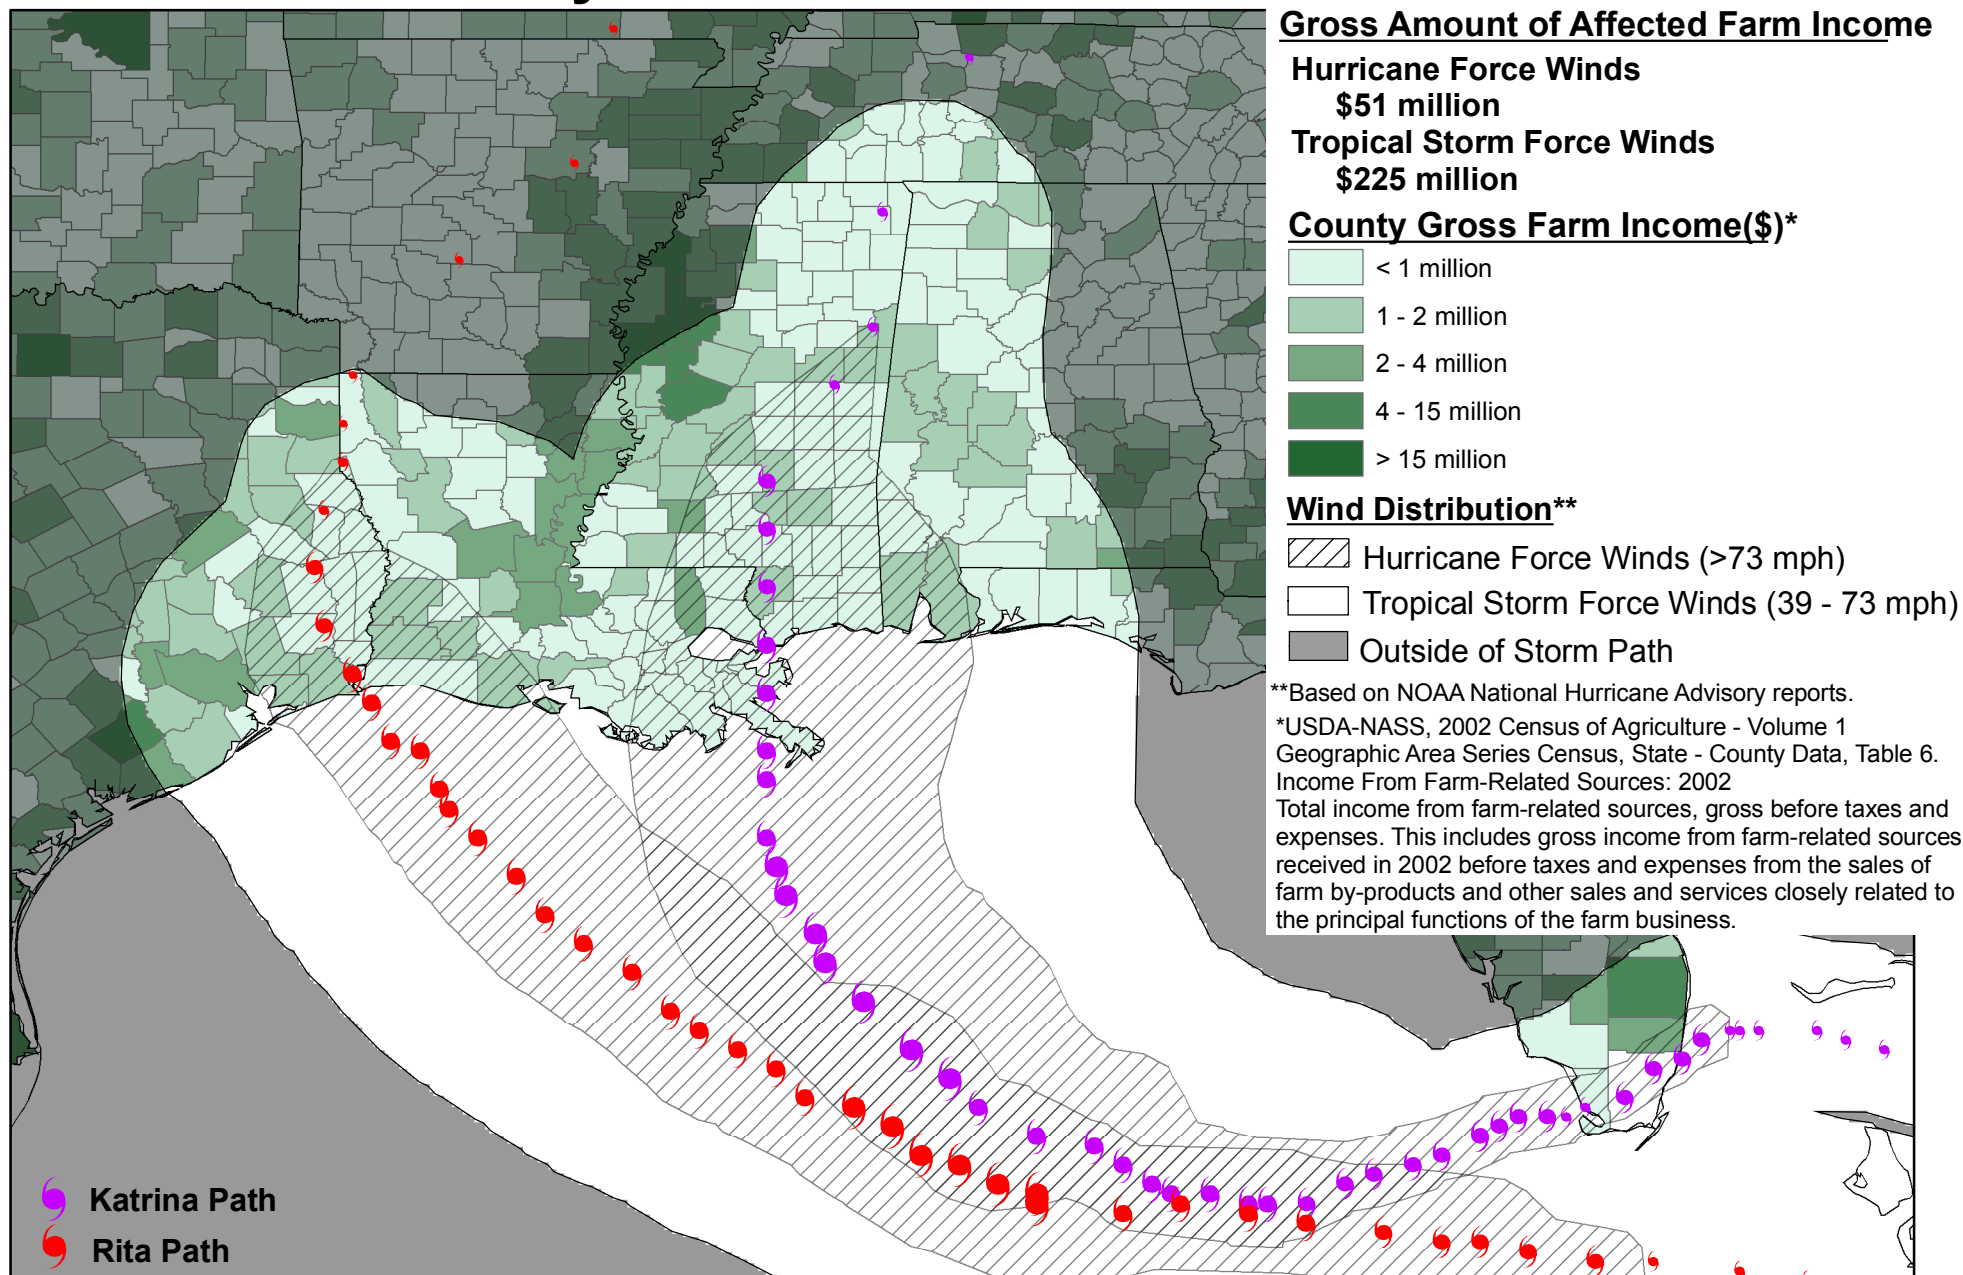 Gross Amount of Affected Farm Income
Hurricane Force Winds
$51 million
Tropical Storm Force Winds
$225 million
County Gross Farm Income($)*
< 1 million
1 - 2 million
2 - 4 million
4 - 15 million
> 15 million
Wind Distribution**
Hurricane Force Winds (>73 mph)
Tropical Storm Force Winds (39 - 73 mph)
Outside of Storm Path
**Based on NOAA National Hurricane Advisory reports.
*USDA-NASS, 2002 Census of Agriculture - Volume 1
Geographic Area Series Census, State - County Data, Table 6.
Income From Farm-Related Sources: 2002
Total income from farm-related sources, gross before taxes and
expenses. This includes gross income from farm-related sources
received in 2002 before taxes and expenses from the sales of
farm by-products and other sales and services closely related to
the principal functions of the farm business.
Katrina Path
Rita Path